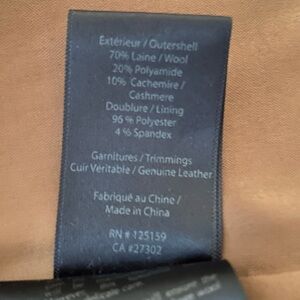 Extérieur / Outershell
70% Laine / Wool
20% Polyamide
10% Cachemire /
Cashmere
Doublure / Lining
96 % Polyester
4 % Spandex
Garnitures / Trimmings
Cuir Véritable / Genuine Leather
Fabriqué au Chine /
Made in China
RN # 125159
CA #27302